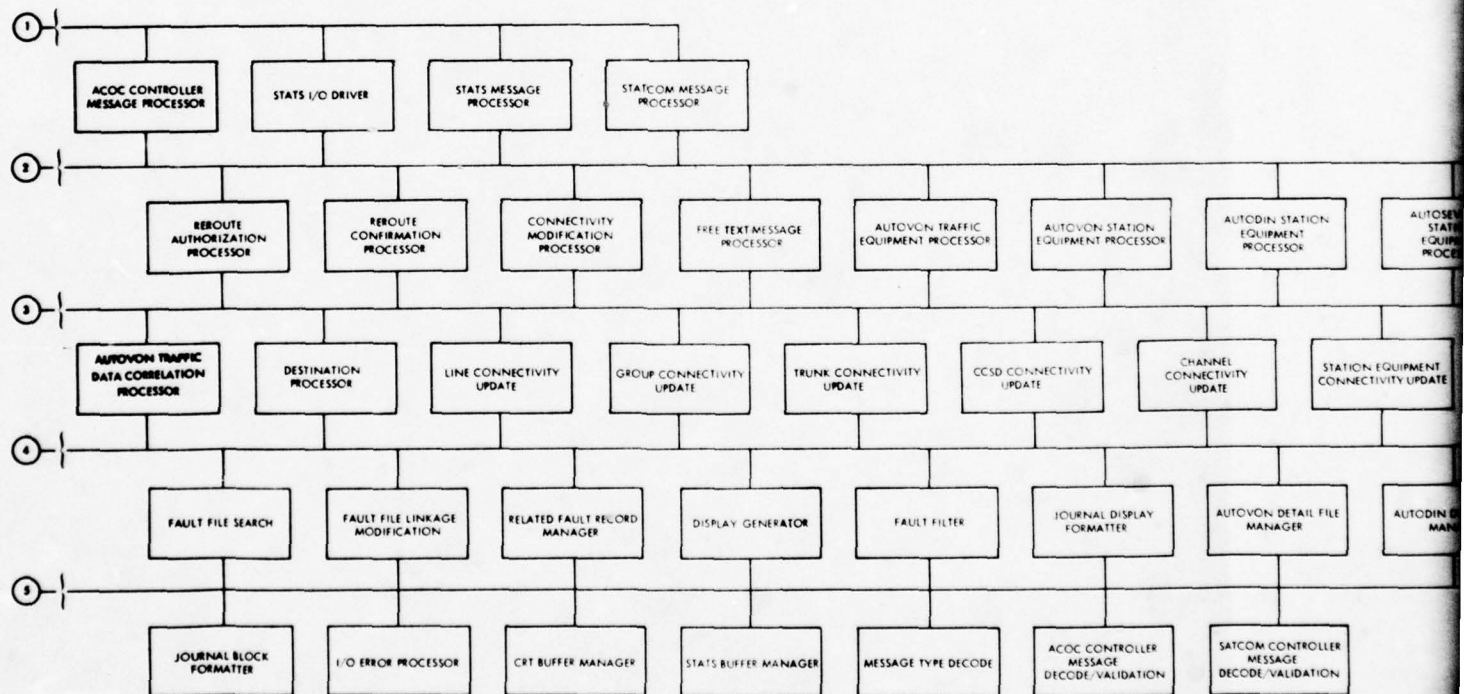 1
ACOC CONTROLLER
MESSAGE PROCESSOR
STATS I/O DRIVER
STATS MESSAGE
PROCESSOR
STATCOM MESSAGE
PROCESSOR
2
REROUTE
AUTHORIZATION
PROCESSOR
REROUTE
CONFIRMATION
PROCESSOR
CONNECTIVITY
MODIFICATION
PROCESSOR
FREE TEXT MESSAGE
PROCESSOR
AUTOVON TRAFFIC
EQUIPMENT PROCESSOR
AUTOVON STATION
EQUIPMENT PROCESSOR
AUTODIN STATION
EQUIPMENT
PROCESSOR
3
AUTOVON TRAFFIC
DATA CORRELATION
PROCESSOR
DESTINATION
PROCESSOR
LINE CONNECTIVITY
UPDATE
GROUP CONNECTIVITY
UPDATE
TRUNK CONNECTIVITY
UPDATE
CCSD CONNECTIVITY
UPDATE
CHANNEL
CONNECTIVITY
UPDATE
STATION EQUIPMENT
CONNECTIVITY UPDATE
4
FAULT FILE SEARCH
FAULT FILE LINKAGE
MODIFICATION
RELATED FAULT RECORD
MANAGER
DISPLAY GENERATOR
FAULT FILTER
JOURNAL DISPLAY
FORMATTER
AUTOVON DETAIL FILE
MANAGER
AUTODIN
5
JOURNAL BLOCK
FORMATTER
I/O ERROR PROCESSOR
CRT BUFFER MANAGER
STATS BUFFER MANAGER
MESSAGE TYPE DECODE
ACOC CONTROLLER
MESSAGE
DECODE/VALIDATION
SATCOM CONTROLLER
MESSAGE
DECODE/VALIDATION